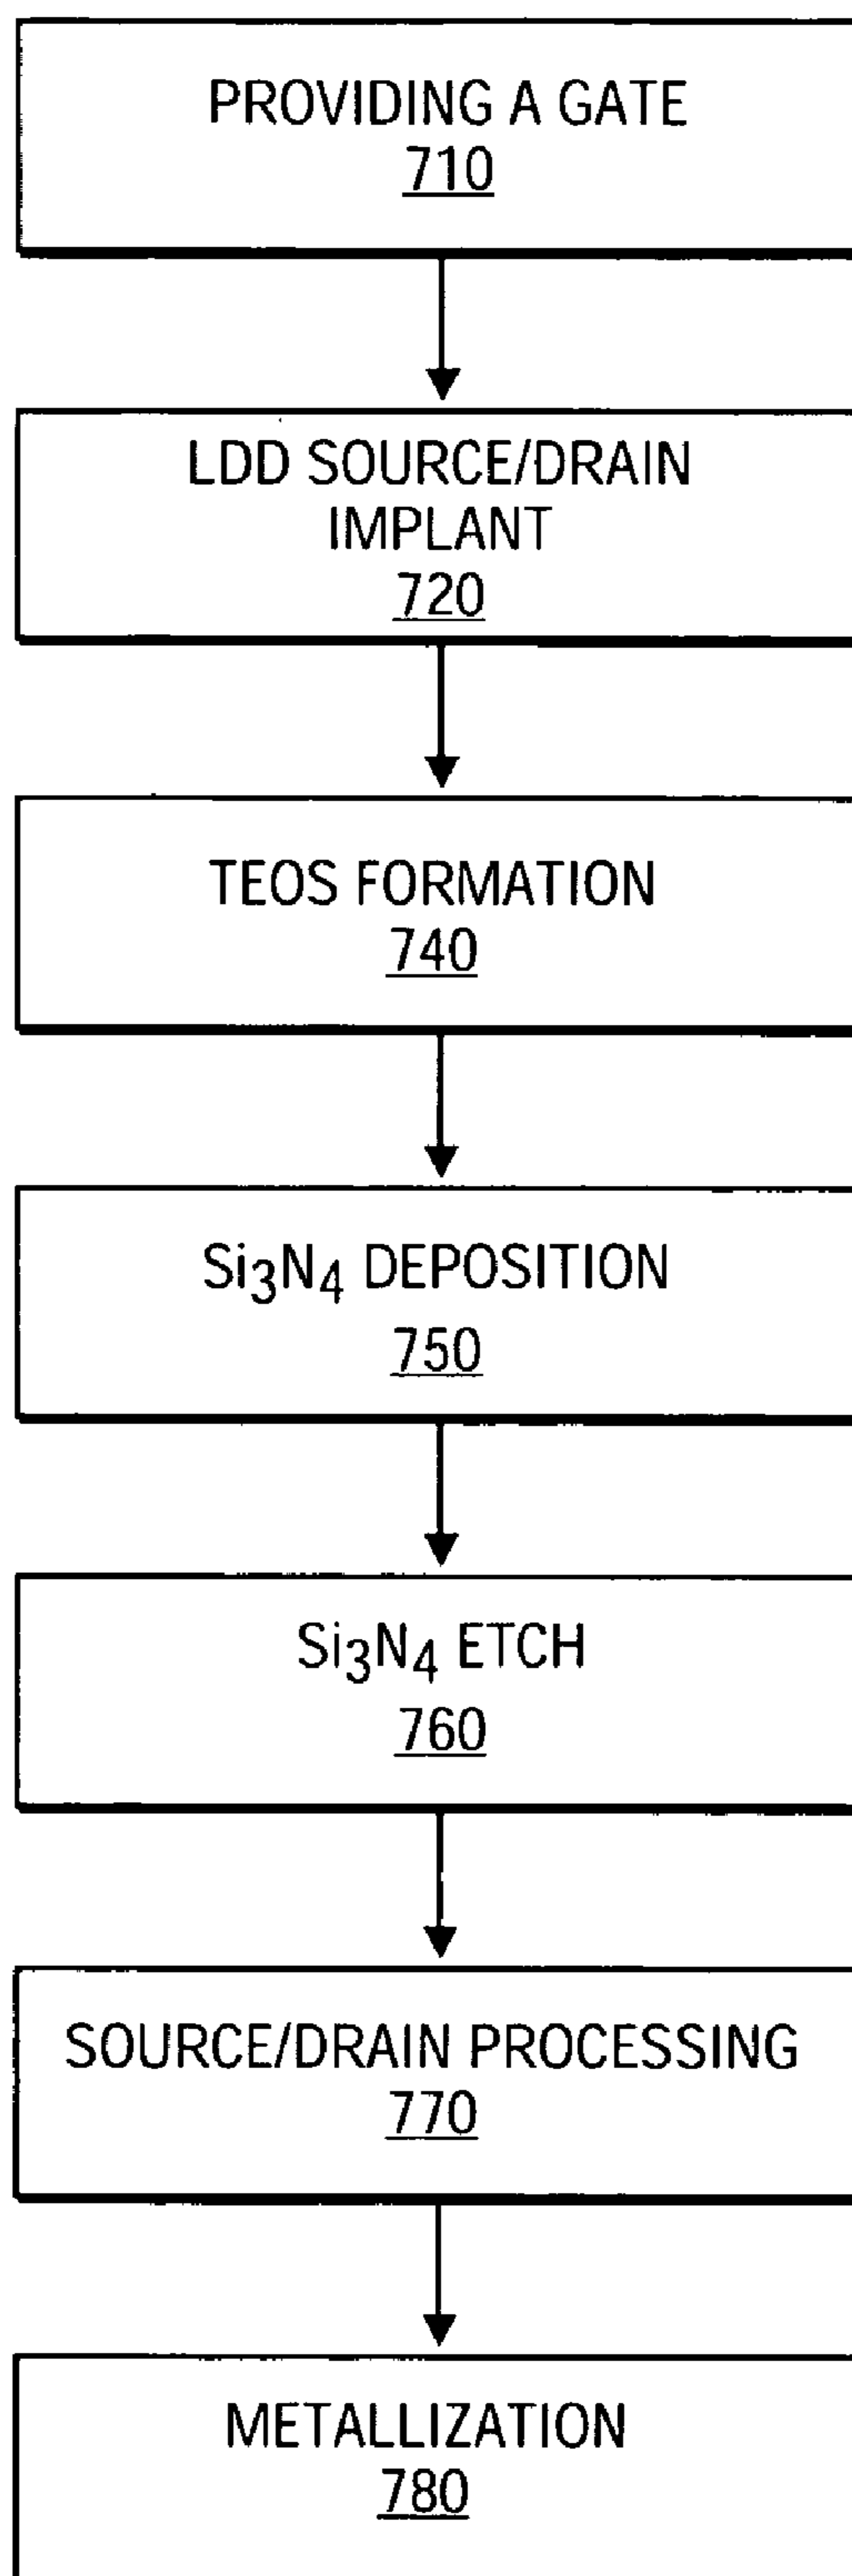 PROVIDING A GATE
710
LDD SOURCE/DRAIN
IMPLANT
720
TEOS FORMATION
740
Si₃N₄ DEPOSITION
750
Si₃N₄ ETCH
760
SOURCE/DRAIN PROCESSING
770
METALLIZATION
780